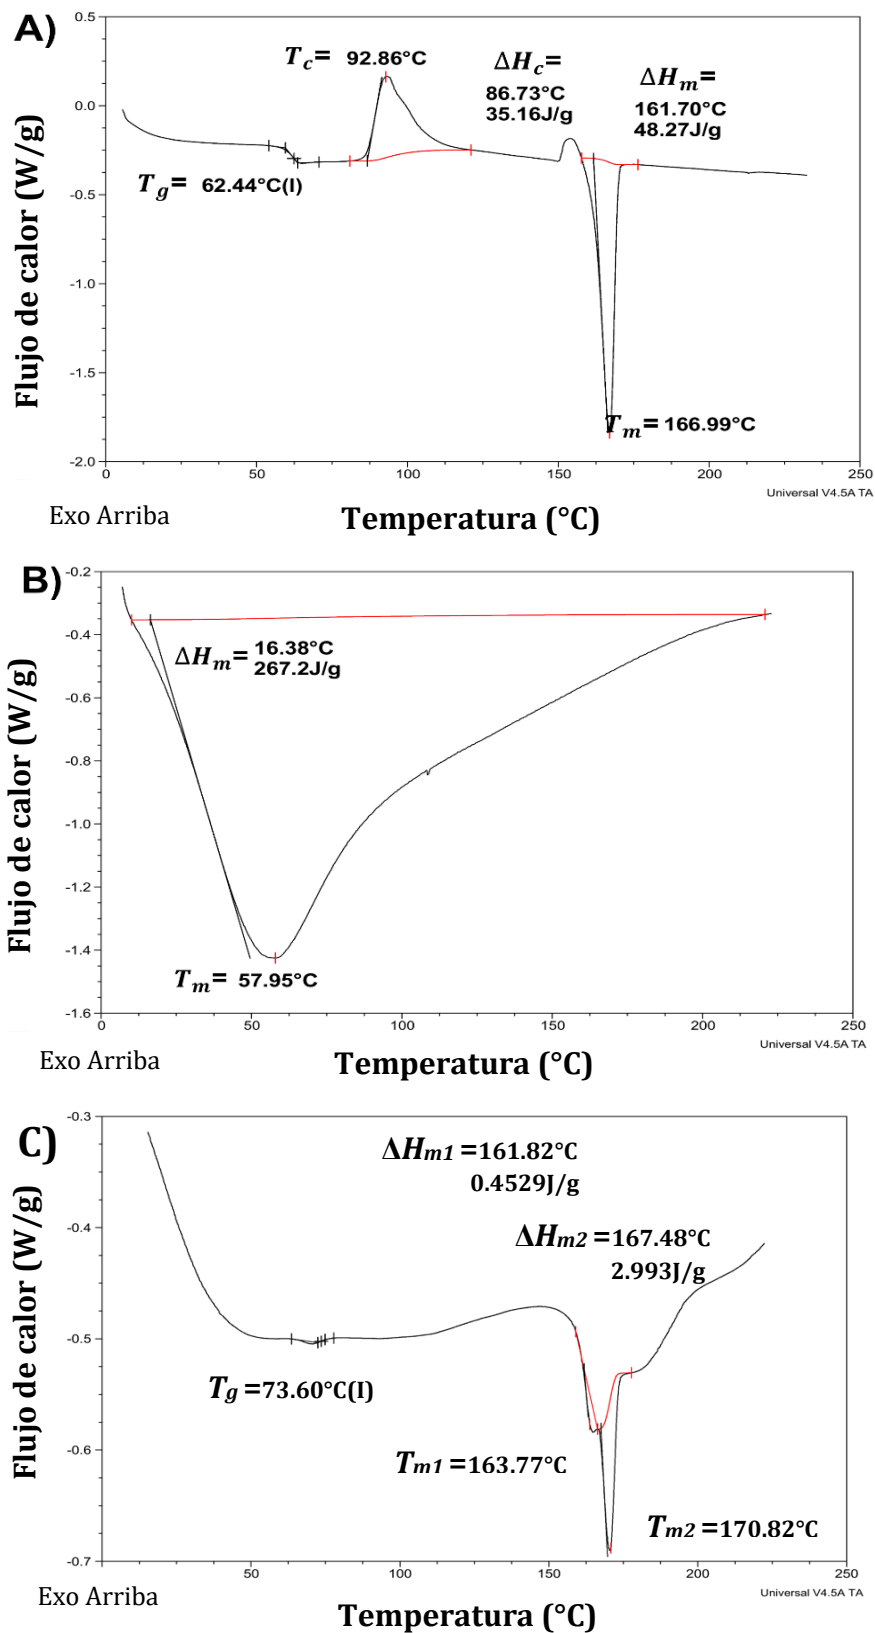 A)
Flujo de calor (W/g)
0.5
0.0
-0.5
-1.0
-1.5
-2.0
T_c= 92.86°C
ΔH_c=
86.73°C
35.16J/g
ΔH_m=
161.70°C
48.27J/g
T_g= 62.44°C(I)
T_m= 166.99°C
0 50 100 150 200 250
Universal V4.5A TA
Exo Arriba
Temperatura (°C)
B)
Flujo de calor (W/g)
-0.2
-0.4
-0.6
-0.8
-1.0
-1.2
-1.4
-1.6
ΔH_m= 16.38°C
267.2J/g
T_m= 57.95°C
0 50 100 150 200 250
Universal V4.5A TA
Exo Arriba
Temperatura (°C)
C)
Flujo de calor (W/g)
-0.3
-0.4
-0.5
-0.6
-0.7
ΔHm1 =161.82°C
0.4529J/g
ΔHm2 =167.48°C
2.993J/g
Tg =73.60°C(I)
Tm1 =163.77°C
Tm2 =170.82°C
0 50 100 150 200 250
Universal V4.5A TA
Exo Arriba
Temperatura (°C)